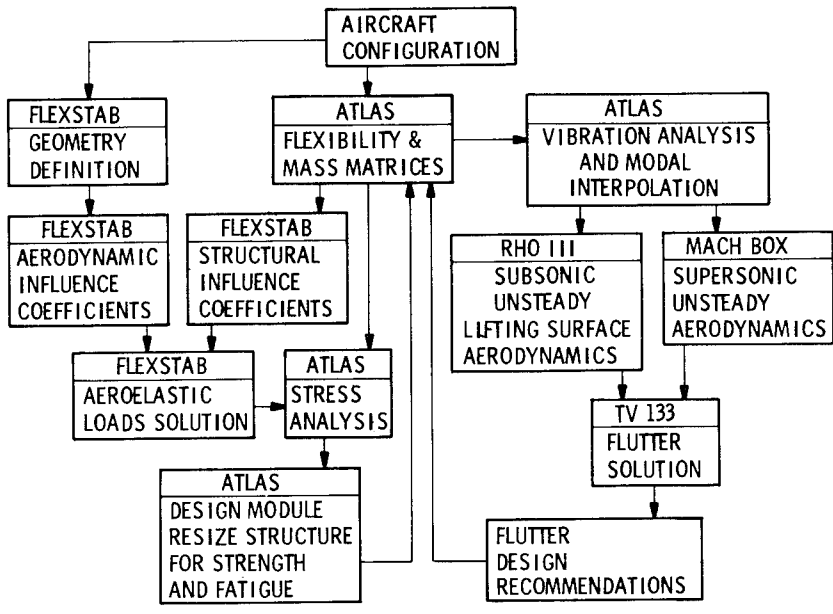 AIRCRAFT
CONFIGURATION
FLEXSTAB
GEOMETRY
DEFINITION
ATLAS
FLEXIBILITY &
MASS MATRICES
ATLAS
VIBRATION ANALYSIS
AND MODAL
INTERPOLATION
FLEXSTAB
AERODYNAMIC
INFLUENCE
COEFFICIENTS
FLEXSTAB
STRUCTURAL
INFLUENCE
COEFFICIENTS
RHO III
SUBSONIC
UNSTEADY
LIFTING SURFACE
AERODYNAMICS
MACH BOX
SUPERSONIC
UNSTEADY
AERODYNAMICS
FLEXSTAB
AEROELASTIC
LOADS SOLUTION
ATLAS
STRESS
ANALYSIS
TV 133
FLUTTER
SOLUTION
ATLAS
DESIGN MODULE
RESIZE STRUCTURE
FOR STRENGTH
AND FATIGUE
FLUTTER
DESIGN
RECOMMENDATIONS